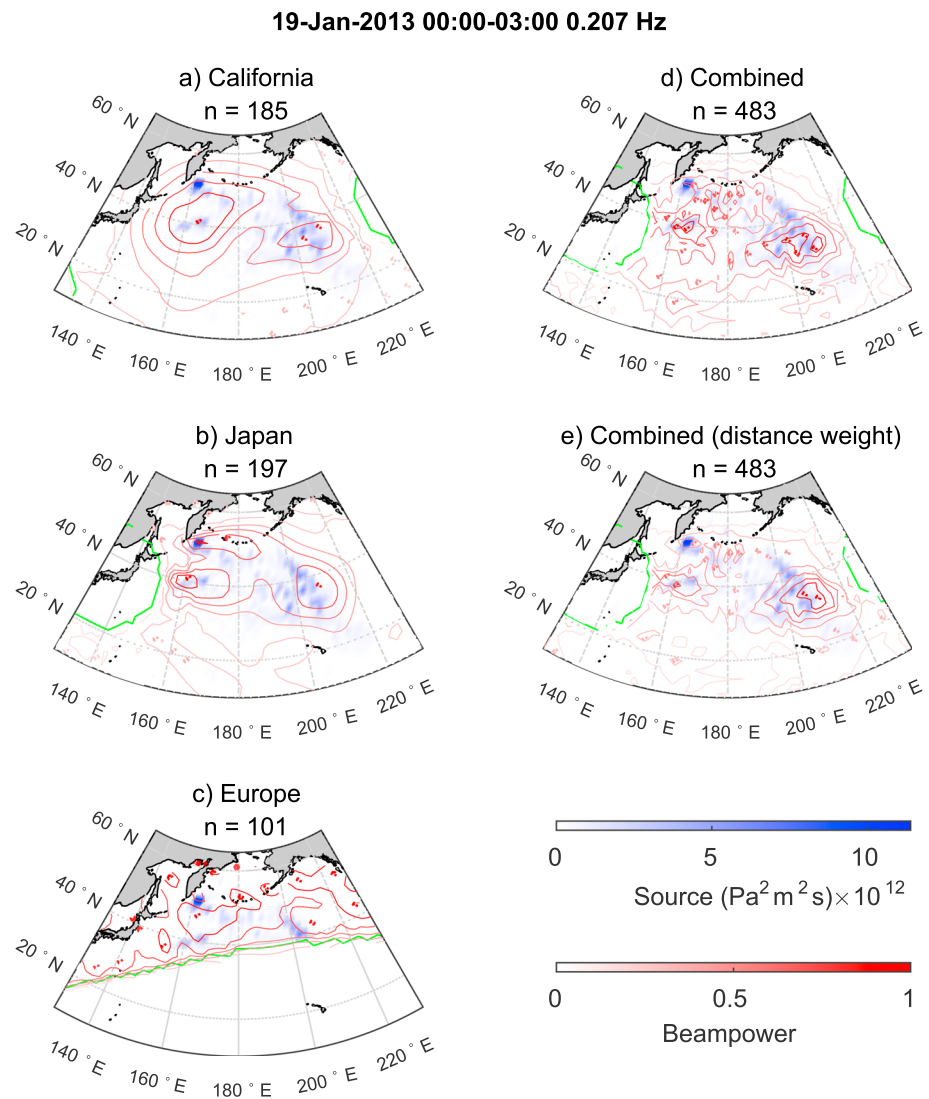 19-Jan-2013 00:00-03:00 0.207 Hz
a) California
n = 185
60 ° N
40 ° N
20 ° N
140 ° E
160 ° E
180 ° E
200 ° E
220 ° E
d) Combined
n = 483
60 ° N
40 ° N
20 ° N
140 ° E
160 ° E
180 ° E
200 ° E
220 ° E
b) Japan
n = 197
60 ° N
40 ° N
20 ° N
140 ° E
160 ° E
180 ° E
200 ° E
220 ° E
e) Combined (distance weight)
n = 483
60 ° N
40 ° N
20 ° N
140 ° E
160 ° E
180 ° E
200 ° E
220 ° E
c) Europe
n = 101
60 ° N
40 ° N
20 ° N
140 ° E
160 ° E
180 ° E
200 ° E
220 ° E
0 5 10
Source (Pa² m² s)×10¹²
0 0.5 1
Beampower